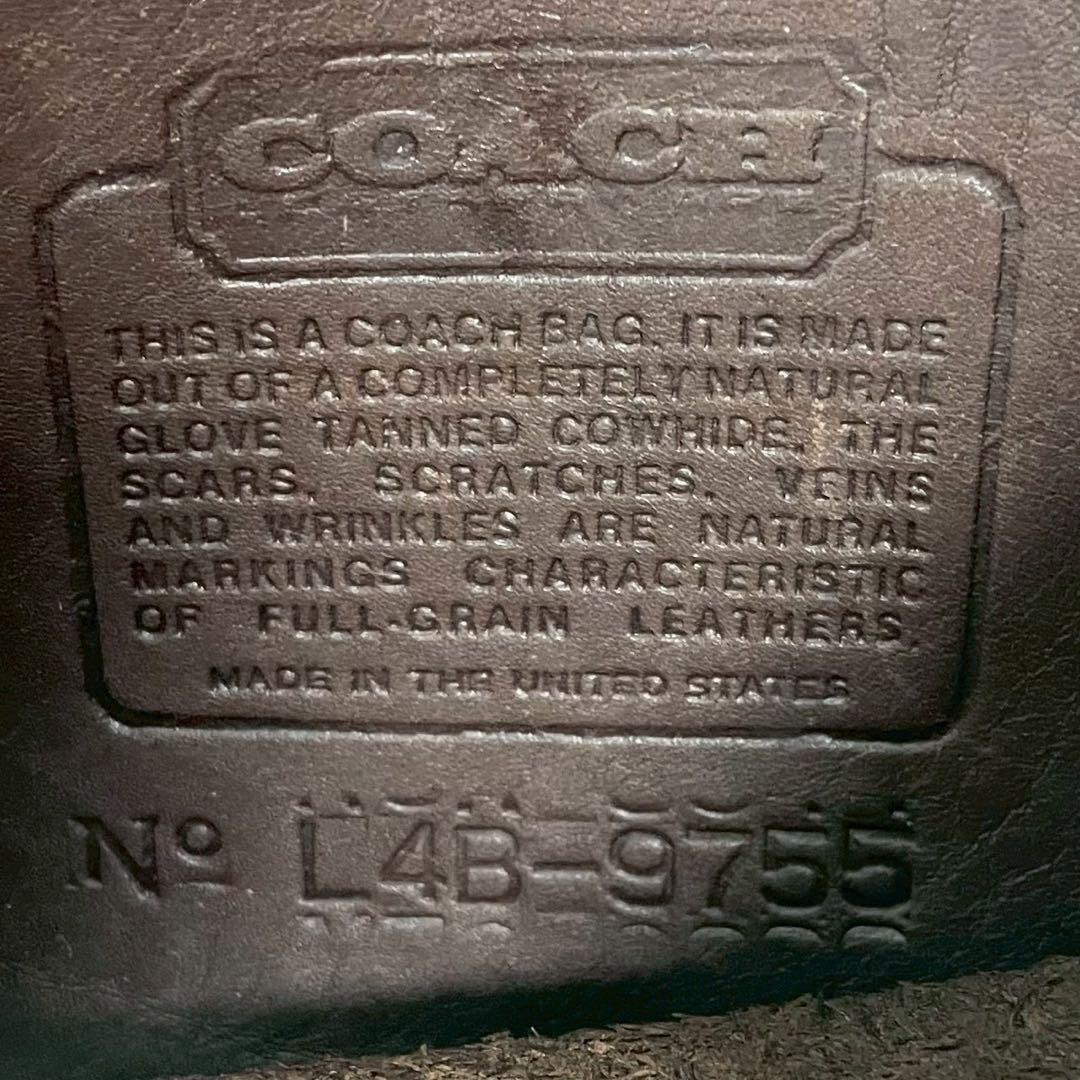 COACH
THIS IS A COACH BAG. IT IS MADE
OUT OF A COMPLETELY NATURAL
GLOVE TANNED COWHIDE. THE
SCARS, SCRATCHES, VEINS
AND WRINKLES ARE NATURAL
MARKINGS CHARACTERISTIC
OF FULL-GRAIN LEATHERS.
MADE IN THE UNITED STATES
Nº L4B-9755